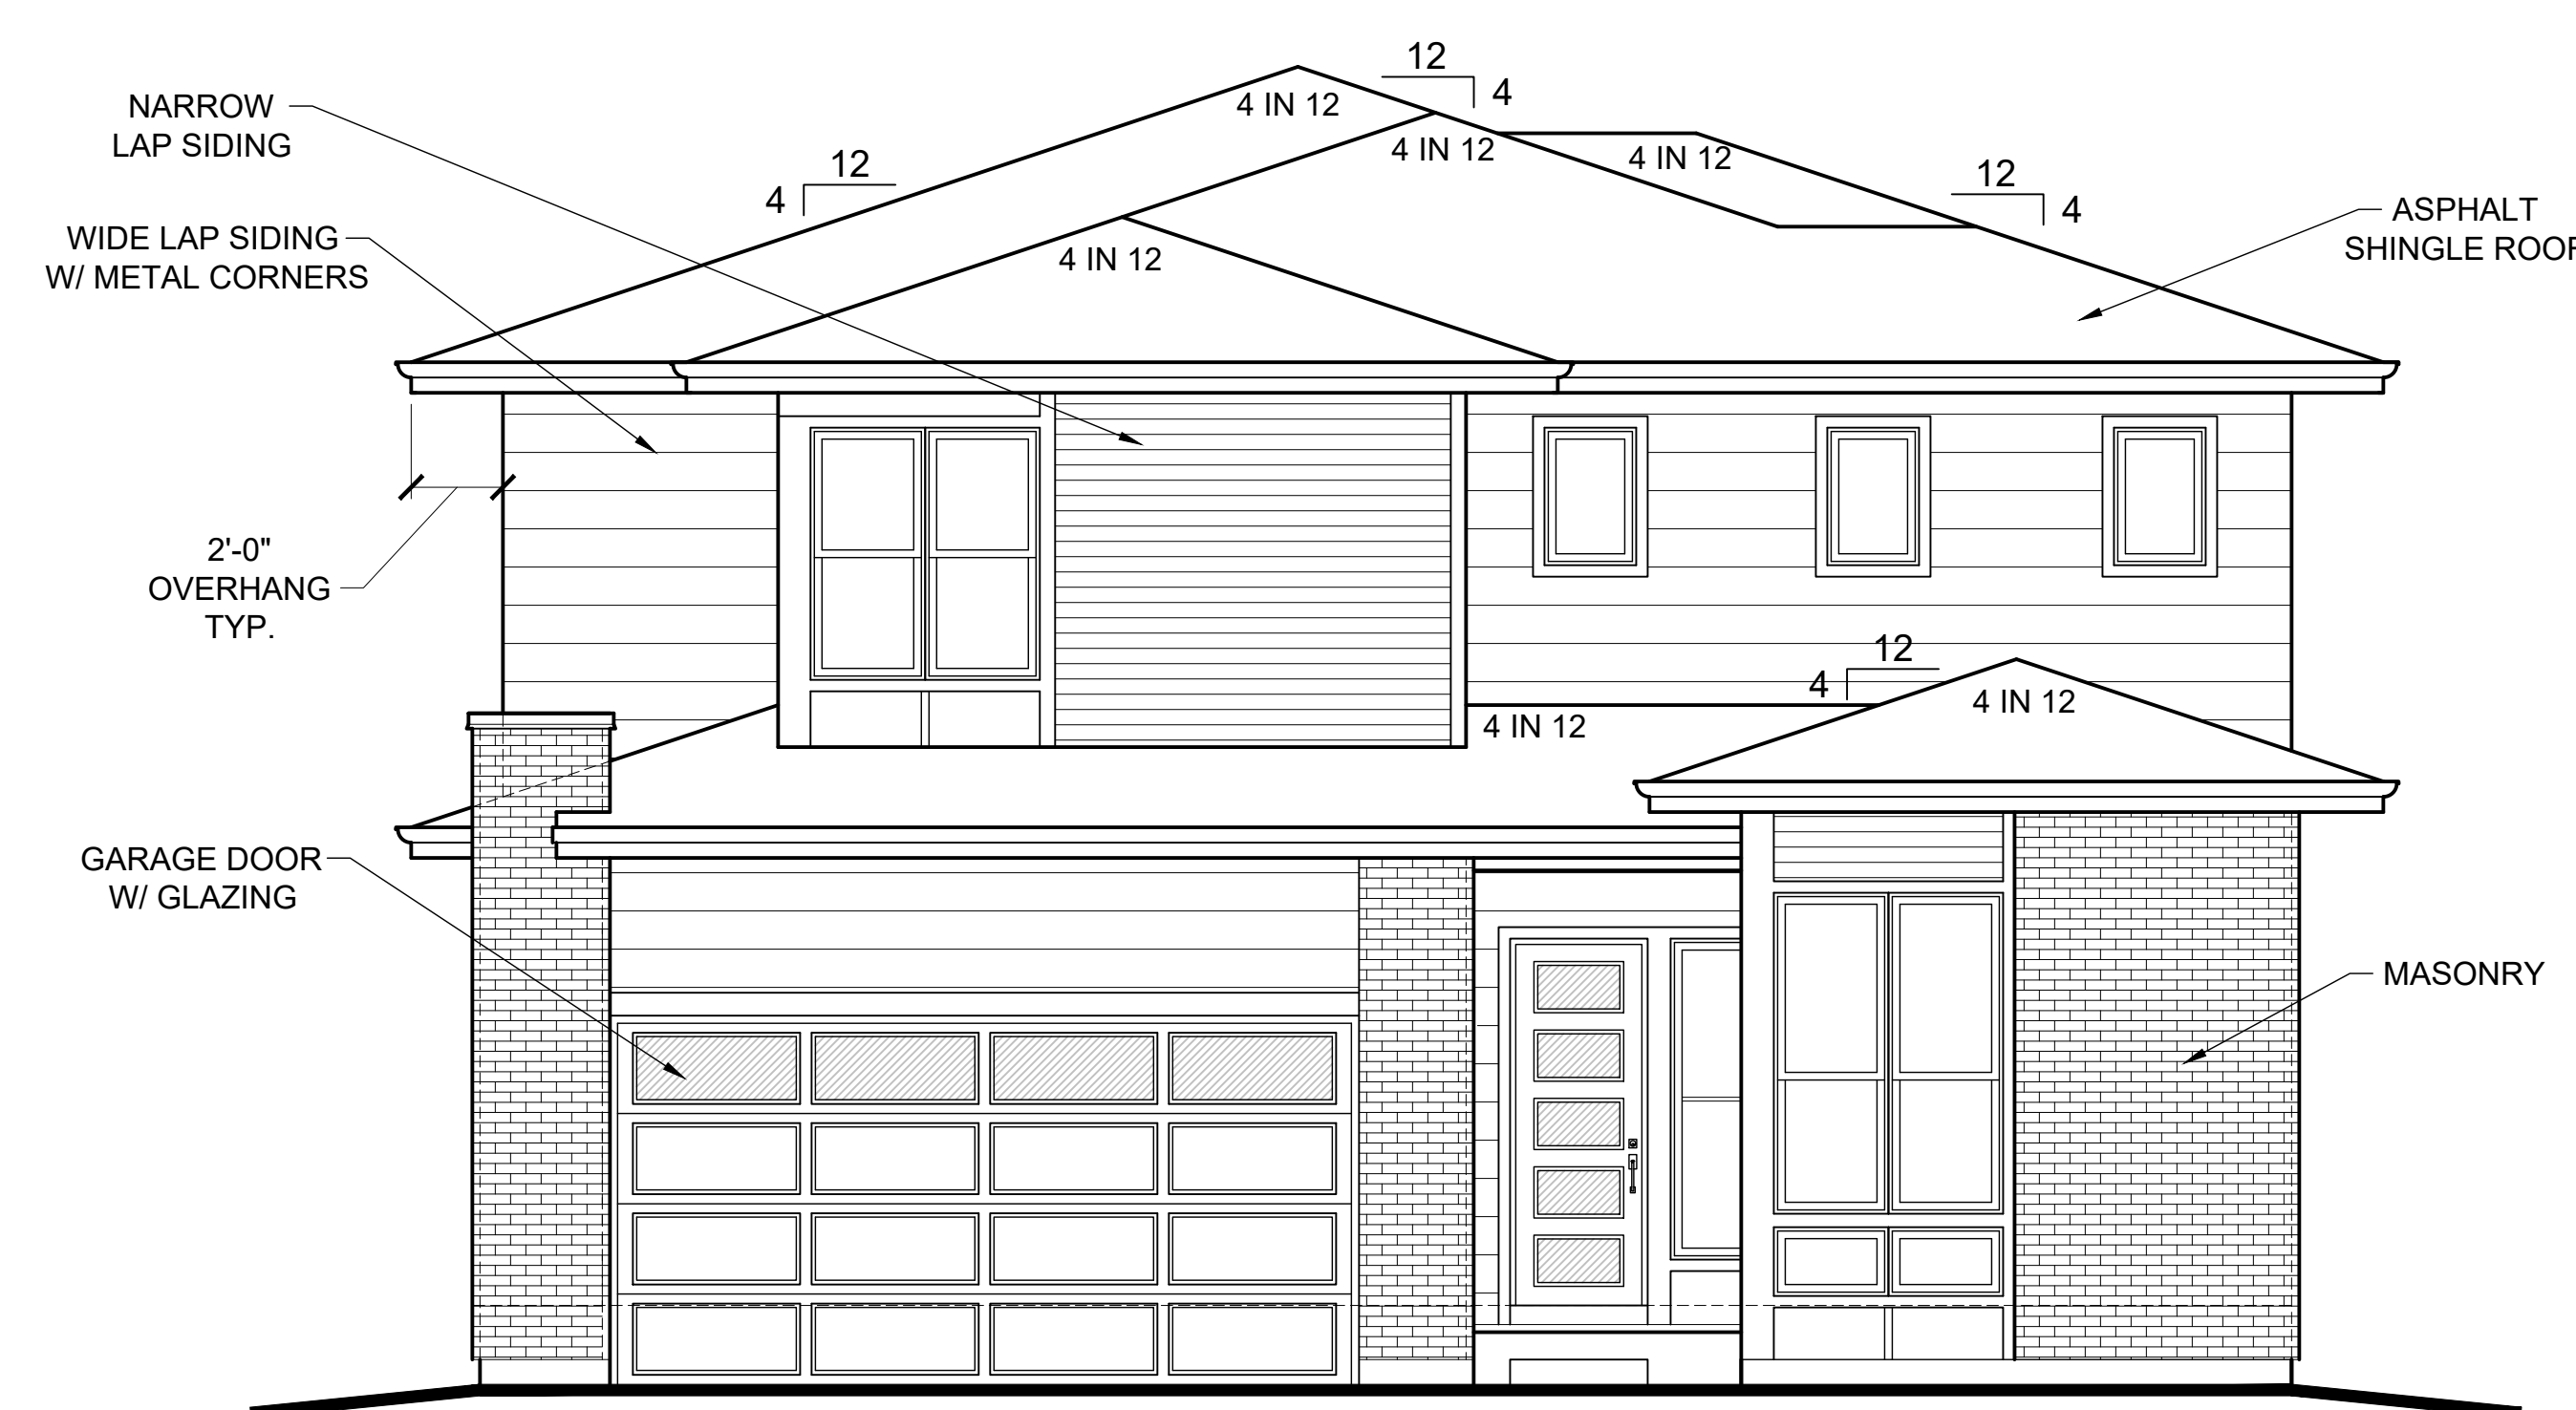 12
4
4 IN 12
NARROW
LAP SIDING
4 IN 12
4 IN 12
12
4
12
4
ASPHALT
SHINGLE ROOF
WIDE LAP SIDING
W/ METAL CORNERS
4 IN 12
2'-0"
OVERHANG
TYP.
12
4
4 IN 12
4 IN 12
GARAGE DOOR
W/ GLAZING
MASONRY